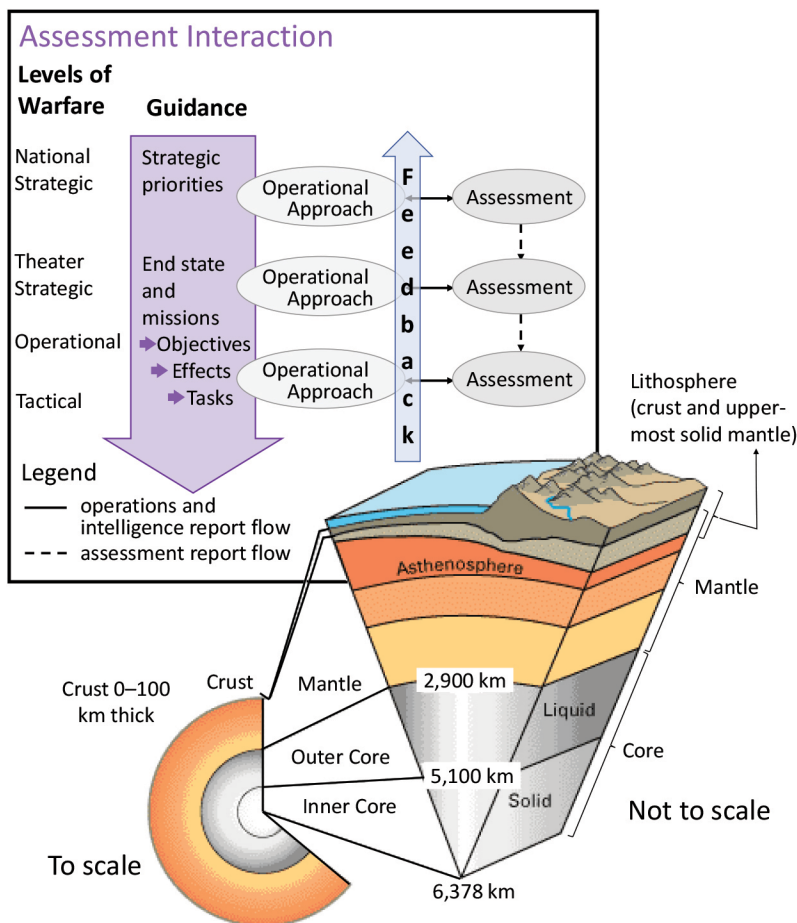 Assessment Interaction
Levels of
Warfare
Guidance
National
Strategic
Strategic
priorities
Operational
Approach
Assessment
Theater
Strategic
End state
and
missions
Operational
Approach
Assessment
Operational
Objectives
Effects
Tactical
Tasks
Operational
Approach
Assessment
F
e
e
d
b
a
c
k
Legend
operations and
intelligence report flow
assessment report flow
Lithosphere
(crust and upper-
most solid mantle)
Asthenosphere
Mantle
Crust
Crust 0–100
km thick
Mantle
2,900 km
Liquid
Core
Outer Core
5,100 km
Inner Core
Solid
Not to scale
To scale
6,378 km